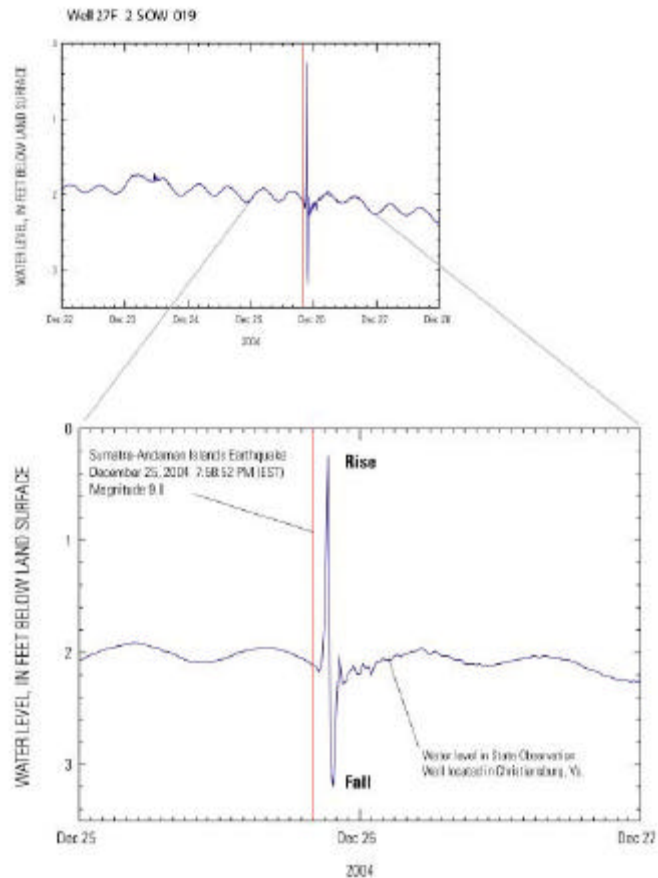 Well 27F 2 SOW 019
WATER LEVEL, IN FEET BELOW LAND SURFACE
1
2
3
Dec 22
Dec 23
Dec 24
Dec 25
Dec 26
Dec 27
Dec 28
2004
WATER LEVEL, IN FEET BELOW LAND SURFACE
0
1
2
3
Sumatra-Andaman Islands Earthquake
December 25, 2004 7:58:52 PM (EST)
Magnitude
Rise
Fall
Water level in State Observation
Well located in Christiansburg, Va.
Dec 25
Dec 26
Dec 27
2004